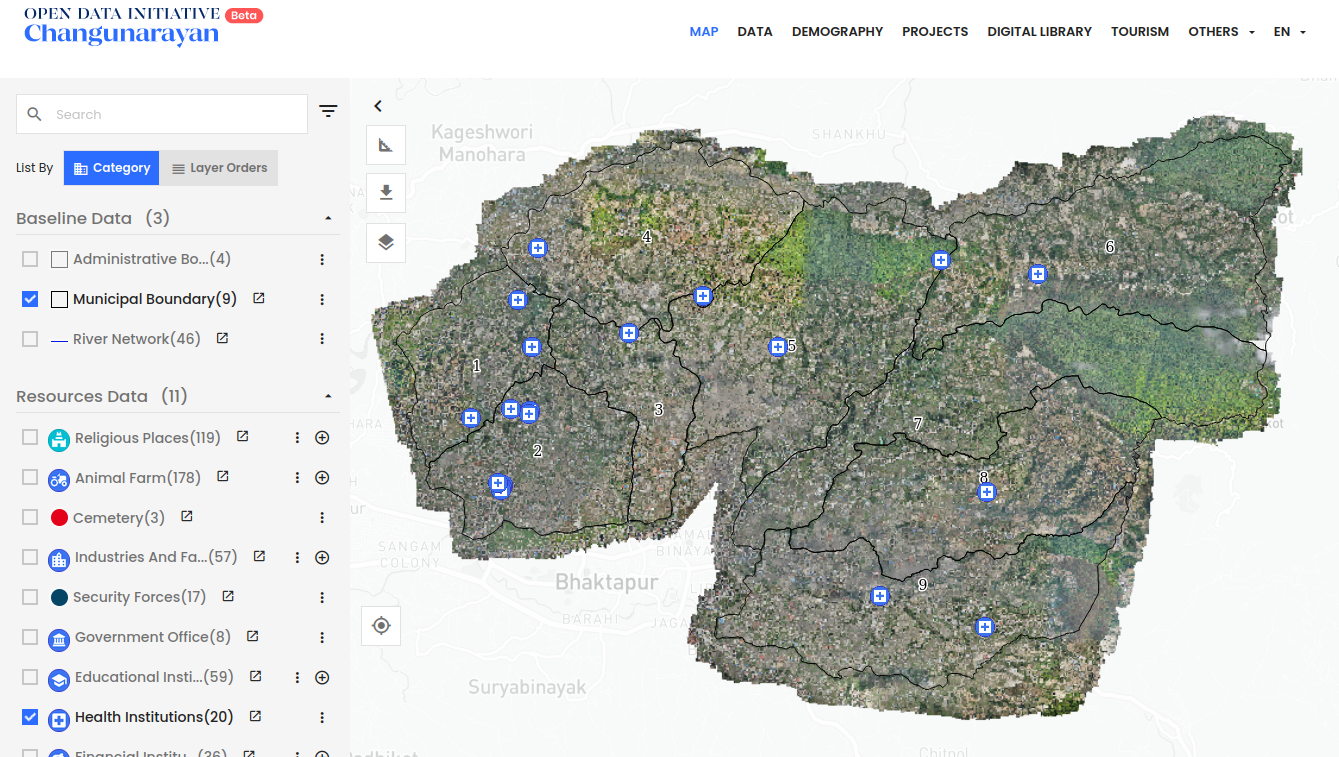 OPEN DATA INITIATIVE Beta
Changunarayan
MAP DATA DEMOGRAPHY PROJECTS DIGITAL LIBRARY TOURISM OTHERS EN
Search
List By Category Layer Orders
Baseline Data (3)
Administrative Bo...(4)
Municipal Boundary(9)
River Network(46)
Resources Data (11)
Religious Places(119)
Animal Farm(178)
Cemetery(3)
Industries And Fa...(57)
Security Forces(17)
Government Office(8)
Educational Insti...(59)
Health Institutions(20)
Financial Institu...(36)
Kageshwori
Manohara
SHANKHU
4
6
1
5
3
7
2
8
9
SANGAM
COLONY
Bhaktapur
BARAHI
Suryabinayak
Chitpol